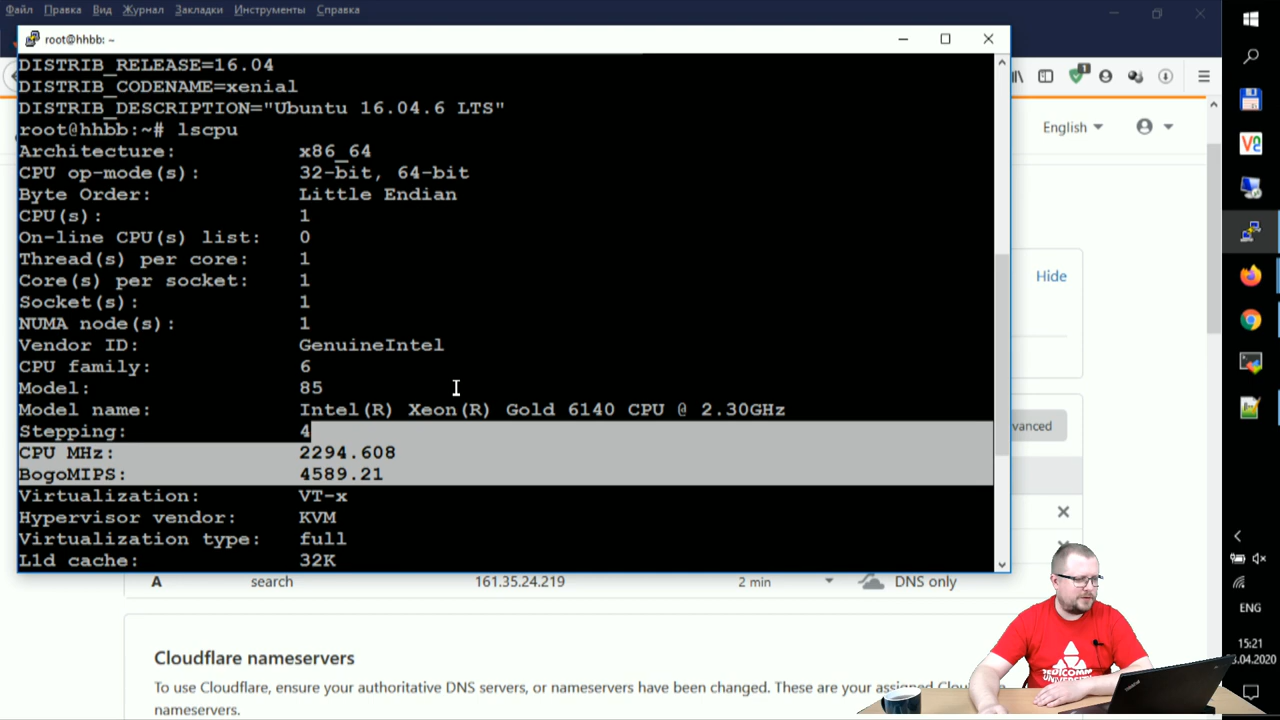 Файл Правка Вид Журнал Закладки Инструменты Справка
root@hhbb: ~
DISTRIB_RELEASE=16.04
DISTRIB_CODENAME=xenial
DISTRIB_DESCRIPTION="Ubuntu 16.04.6 LTS"
root@hhbb:~# lscpu
Architecture: x86_64
CPU op-mode(s): 32-bit, 64-bit
Byte Order: Little Endian
CPU(s): 1
On-line CPU(s) list: 0
Thread(s) per core: 1
Core(s) per socket: 1
Socket(s): 1
NUMA node(s): 1
Vendor ID: GenuineIntel
CPU family: 6
Model: 85
Model name: Intel(R) Xeon(R) Gold 6140 CPU @ 2.30GHz
Stepping: 4
CPU MHz: 2294.608
BogoMIPS: 4589.21
Virtualization: VT-x
Hypervisor vendor: KVM
Virtualization type: full
L1d cache: 32K
1
English
Hide
vanced
A search 161.35.24.219 2 min DNS only
Cloudflare nameservers
To use Cloudflare, ensure your authoritative DNS servers, or nameservers have been changed. These are your assigned
nameservers.
UNIVERSITY
ENG
15:21
.04.2020